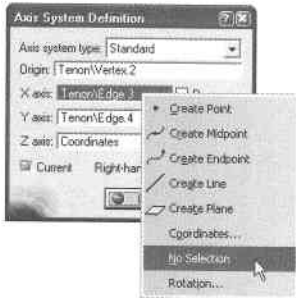 Axis System Definition
Axis system type: Standard
Origin: Tenon\Vertex.2
X axis: Tenon\Edge.3
Y axis: Tenon\Edge.4
Z axis: Coordinates
Current Right-han
Create Point
Create Midpoint
Create Endpoint
Create Line
Create Plane
Coordinates...
No Selection
Rotation...